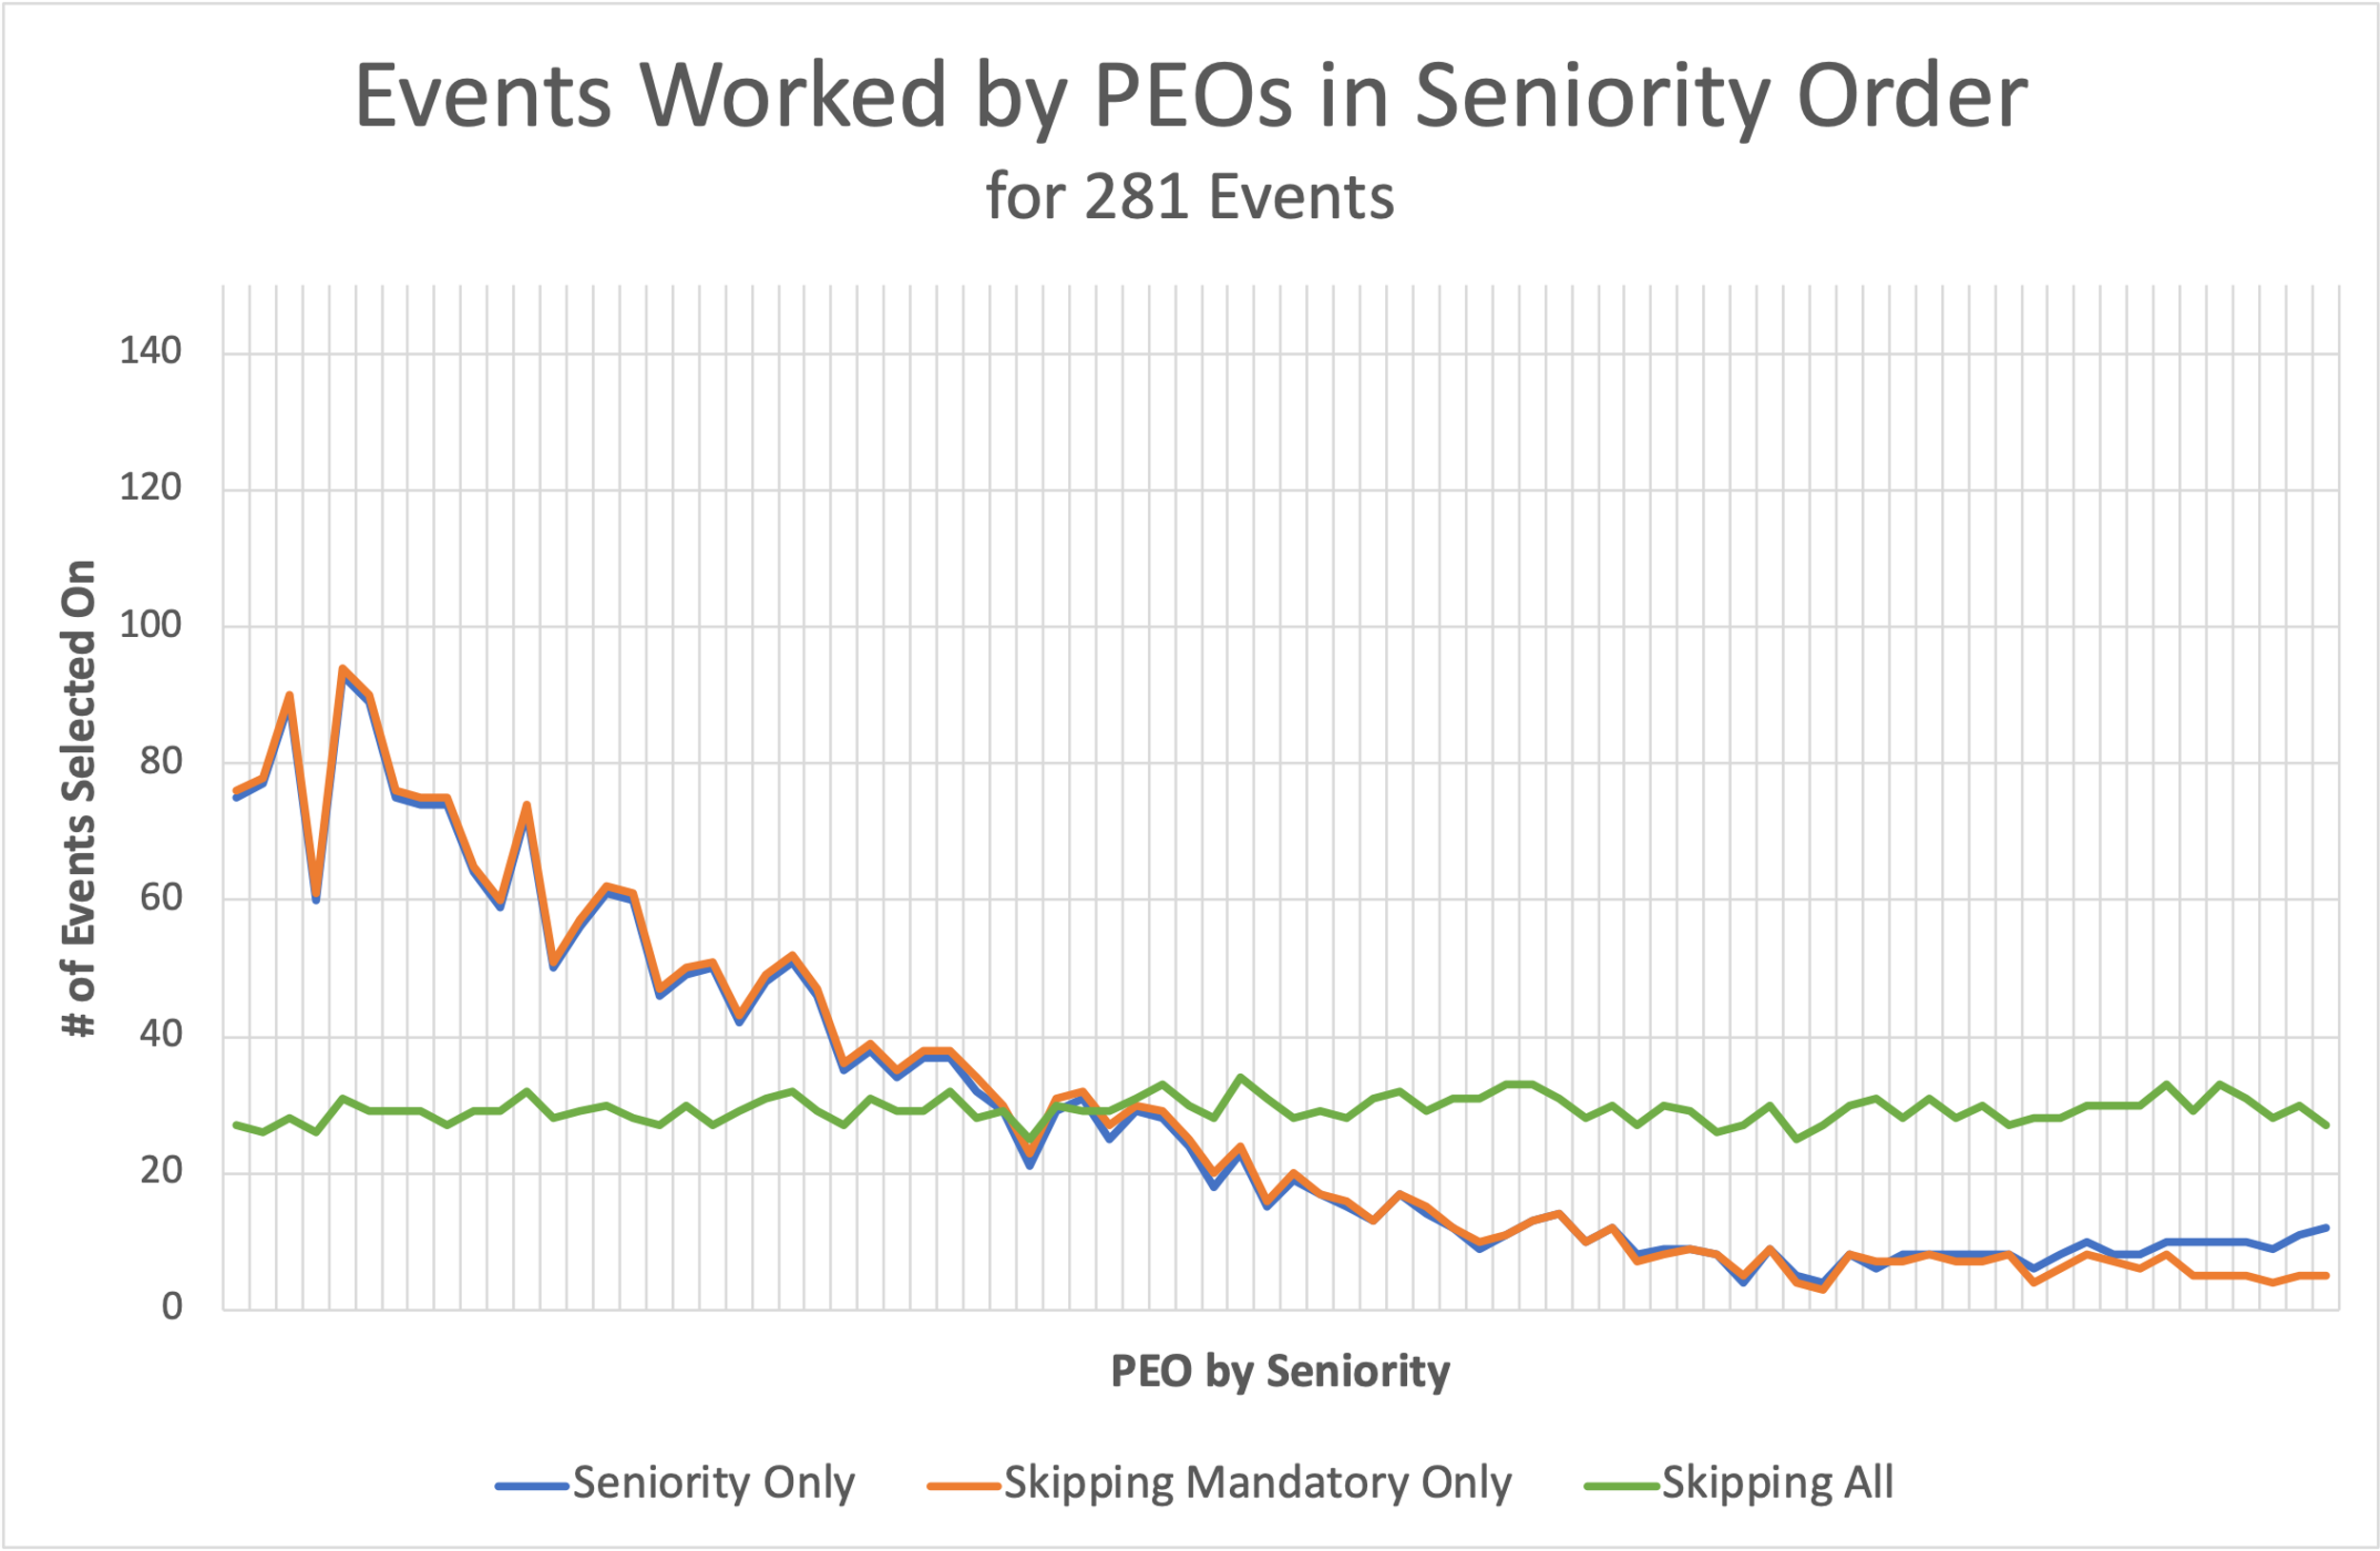 Events Worked by PEOs in Seniority Order
for 281 Events
140
120
100
80
60
40
20
0
# of Events Selected On
PEO by Seniority
Seniority Only
Skipping Mandatory Only
Skipping All